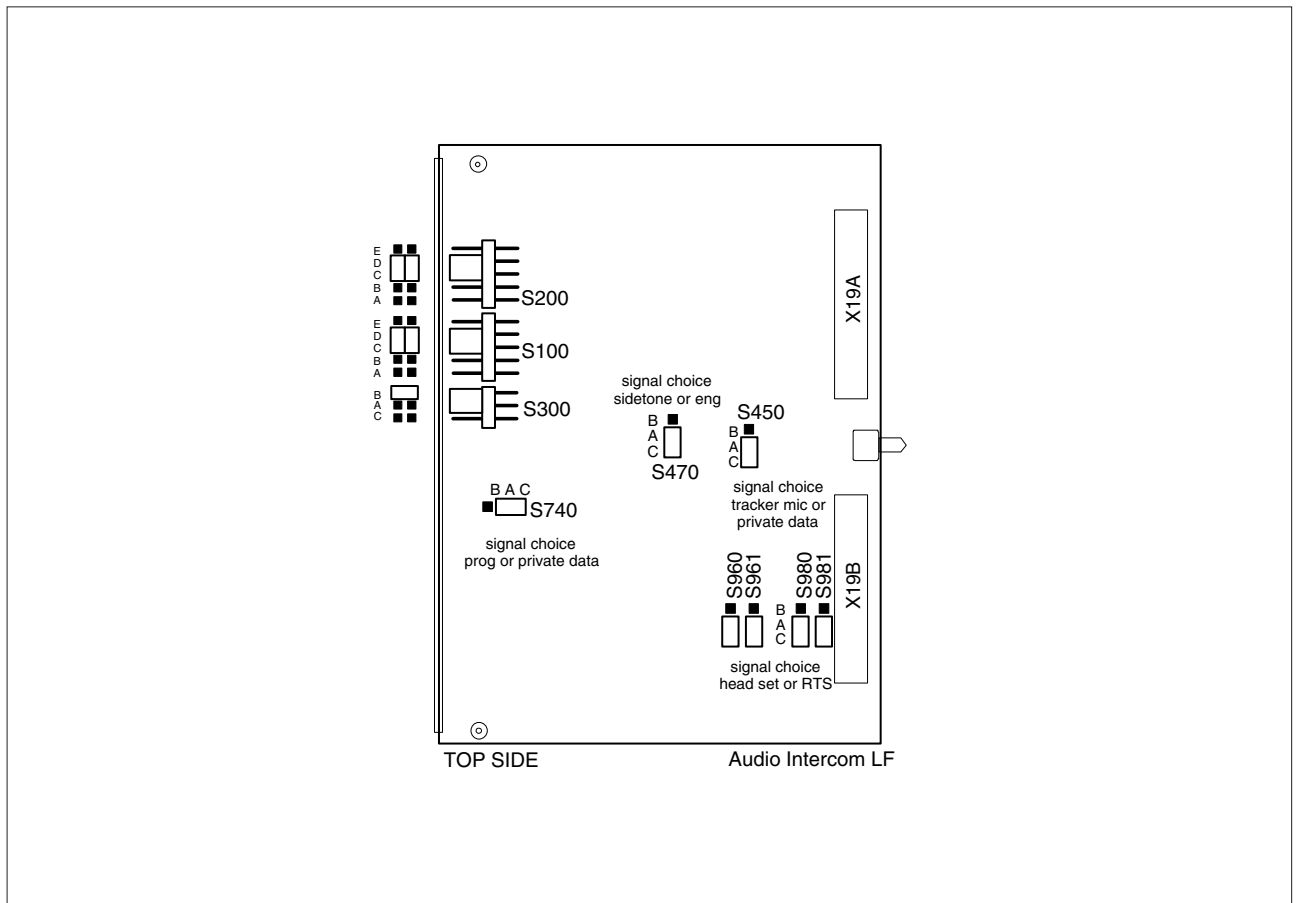 E
D
C
B
A
S200
E
D
C
B
A
S100
B
A
C
S300
X19A
signal choice
sidetone or eng
B
A
C
S470
S450
B
A
C
signal choice
tracker mic or
private data
B A C
S740
signal choice
prog or private data
S960
S961
S980
S981
B
A
C
signal choice
head set or RTS
X19B
TOP SIDE
Audio Intercom LF